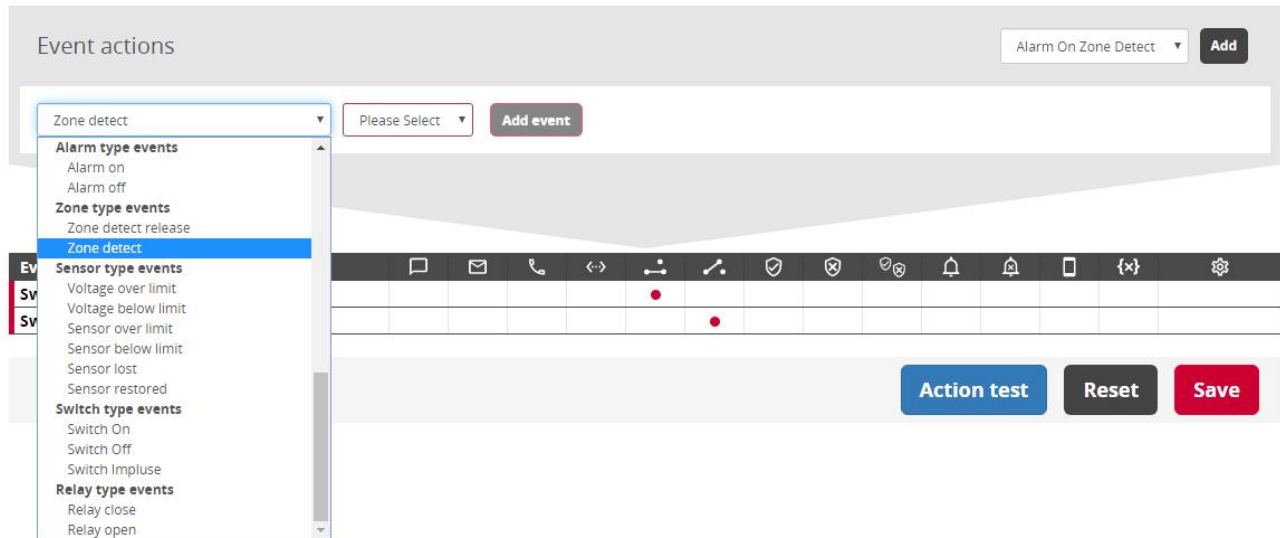 Event actions
Alarm On Zone Detect
Add
Zone detect
Please Select
Add event
Alarm type events
Alarm on
Alarm off
Zone type events
Zone detect release
Zone detect
Sensor type events
Voltage over limit
Voltage below limit
Sensor over limit
Sensor below limit
Sensor lost
Sensor restored
Switch type events
Switch On
Switch Off
Switch Impluse
Relay type events
Relay close
Relay open
Ev
{×}
Sw
Sw
Action test
Reset
Save